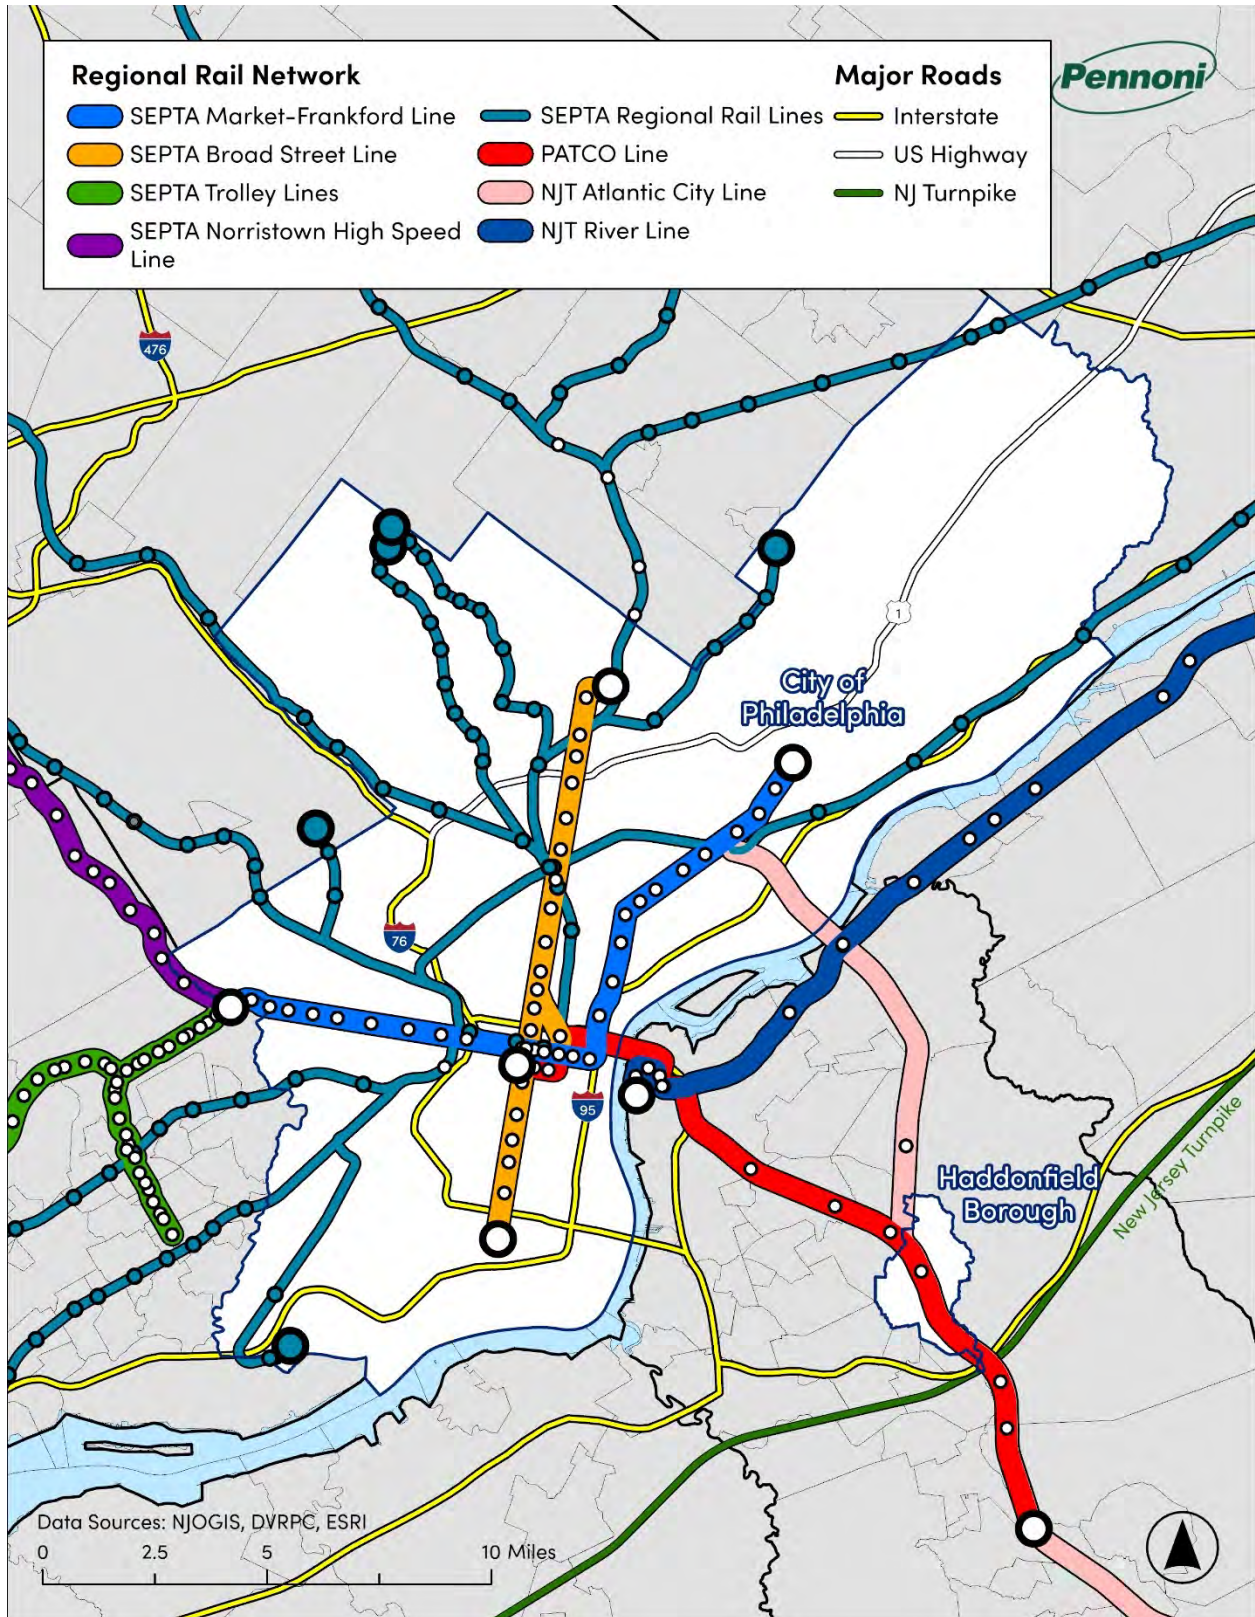 Regional Rail Network
SEPTA Market-Frankford Line
SEPTA Broad Street Line
SEPTA Trolley Lines
SEPTA Norristown High Speed
Line
SEPTA Regional Rail Lines
PATCO Line
NJT Atlantic City Line
NJT River Line
Major Roads
Interstate
US Highway
NJ Turnpike
Pennoni
476
1
City of
Philadelphia
76
95
Haddonfield
Borough
New Jersey Turnpike
Data Sources: NJOGIS, DVRPC, ESRI
0 2.5 5 10 Miles